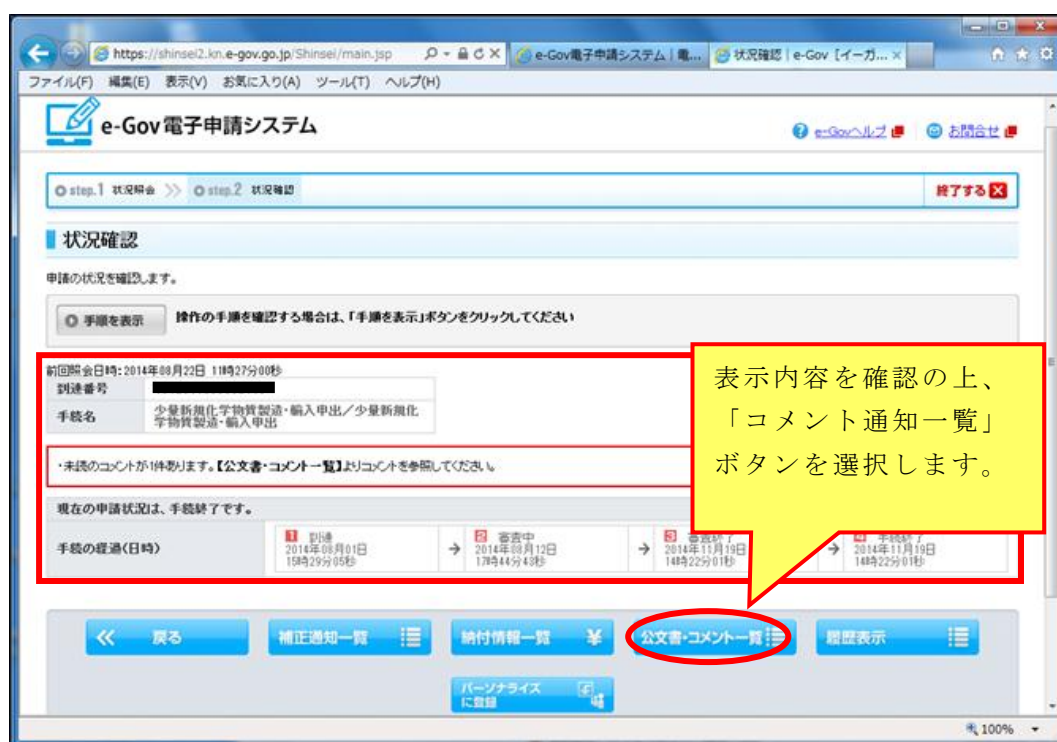 https://shinsei2.kn.e-gov.go.jp/Shinsei/main.jsp
e-Gov電子申請システム | 電...
状況確認 | e-Gov [イーガ...
ファイル(F) 編集(E) 表示(V) お気に入り(A) ツール(T) ヘルプ(H)
e-Gov電子申請システム
e-Govヘルプ
お問合せ
step.1 状況照会 step.2 状況確認
終了する
状況確認
申請の状況を確認します。
手順を表示
操作の手順を確認する場合は、「手順を表示」ボタンをクリックしてください
前回照会日時:2014年08月22日 11時27分00秒
到達番号
手続名
少量新規化学物質製造・輸入申出/少量新規化
学物質製造・輸入申出
・未読のコメントが1件あります。【公文書・コメント一覧】よりコメントを参照してください。
現在の申請状況は、手続終了です。
手続の経過(日時)
1 到達
2014年08月01日
15時29分05秒
→
2 審査中
2014年08月12日
17時44分43秒
→
3 審査終了
2014年11月19日
14時22分01秒
→
手続終了
2014年11月19日
14時22分01秒
表示内容を確認の上、
「コメント通知一覧」
ボタンを選択します。
戻る
補正通知一覧
納付情報一覧 ¥
公文書・コメント一覧
履歴表示
パーソナライズ
に登録
100%